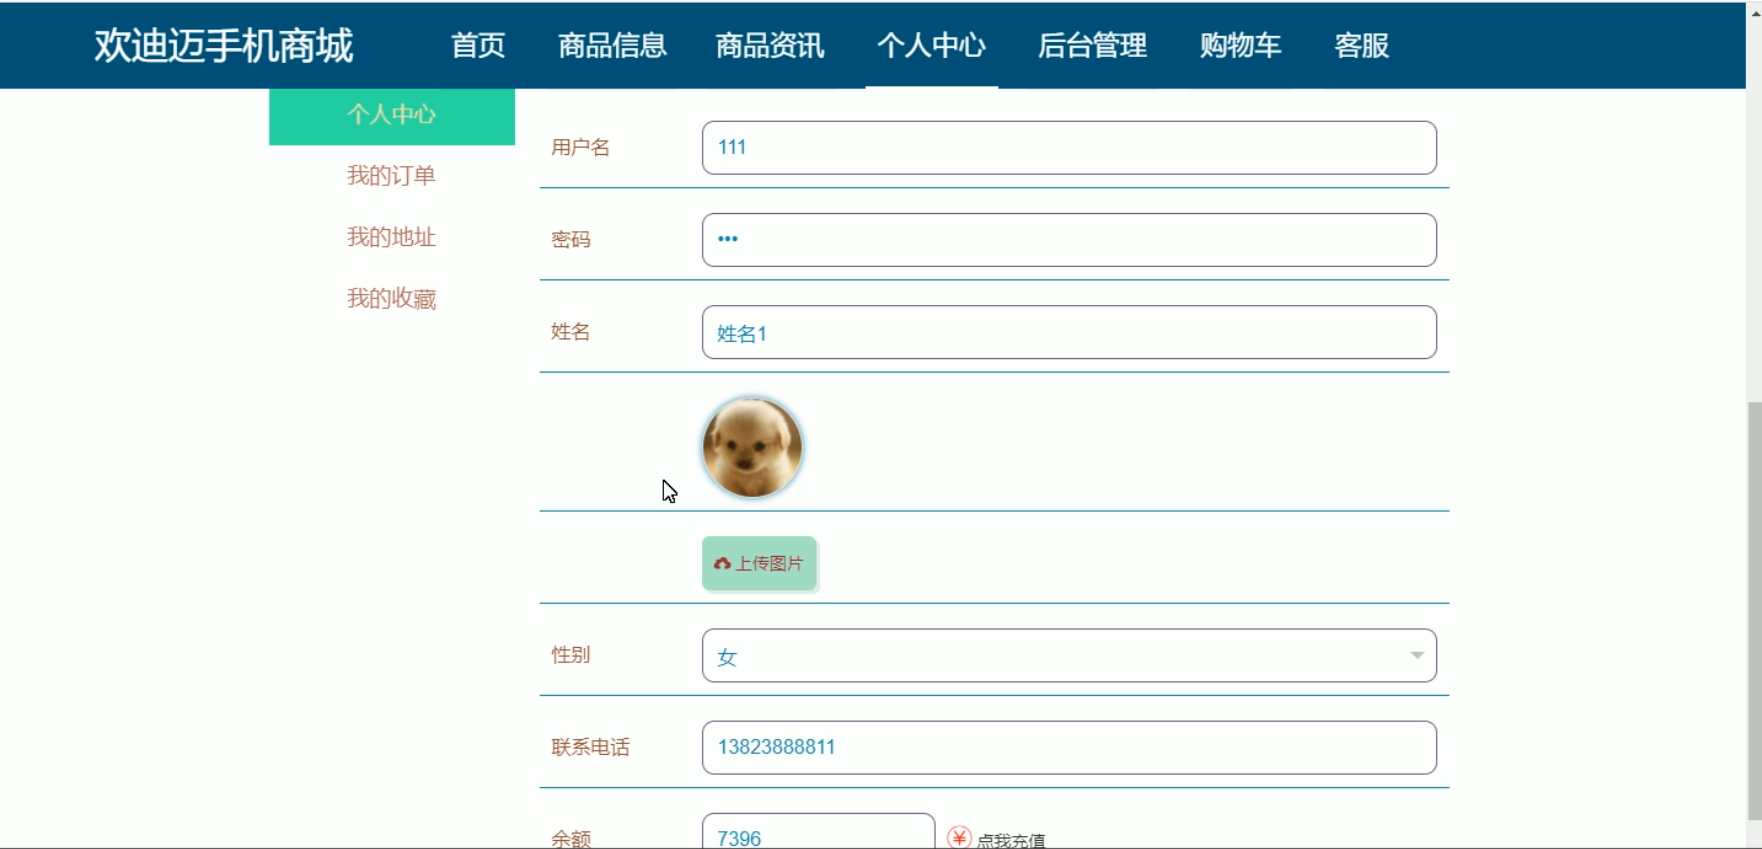 欢迪迈手机商城 首页 商品信息 商品资讯 个人中心 后台管理 购物车 客服
个人中心
我的订单
我的地址
我的收藏
用户名 111
密码 •••
姓名 姓名1
上传图片
性别 女
联系电话 13823888811
余额 7396 ¥ 点我充值